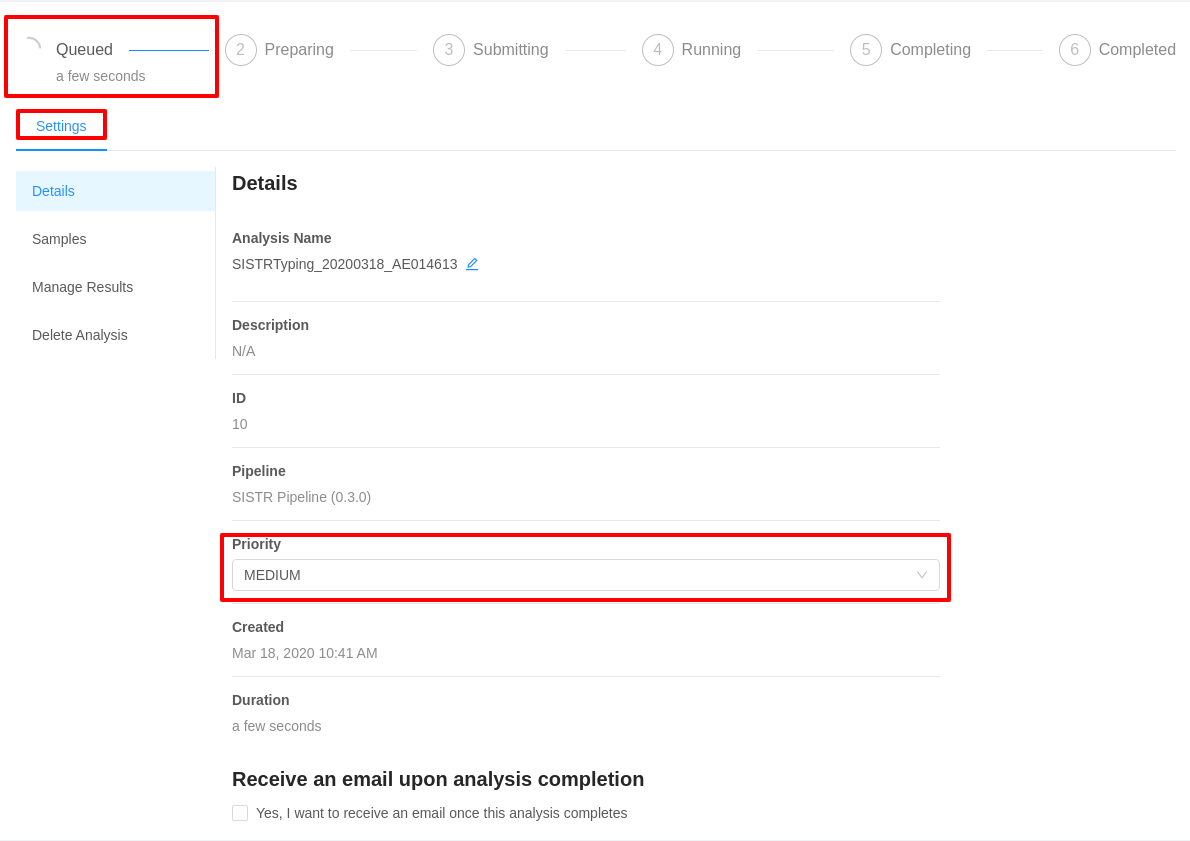 Queued
2 Preparing
3 Submitting
4 Running
5 Completing
6 Completed
a few seconds
Settings
Details
Samples
Manage Results
Delete Analysis
Details
Analysis Name
SISTRTyping_20200318_AE014613
Description
N/A
ID
10
Pipeline
SISTR Pipeline (0.3.0)
Priority
MEDIUM
Created
Mar 18, 2020 10:41 AM
Duration
a few seconds
Receive an email upon analysis completion
Yes, I want to receive an email once this analysis completes